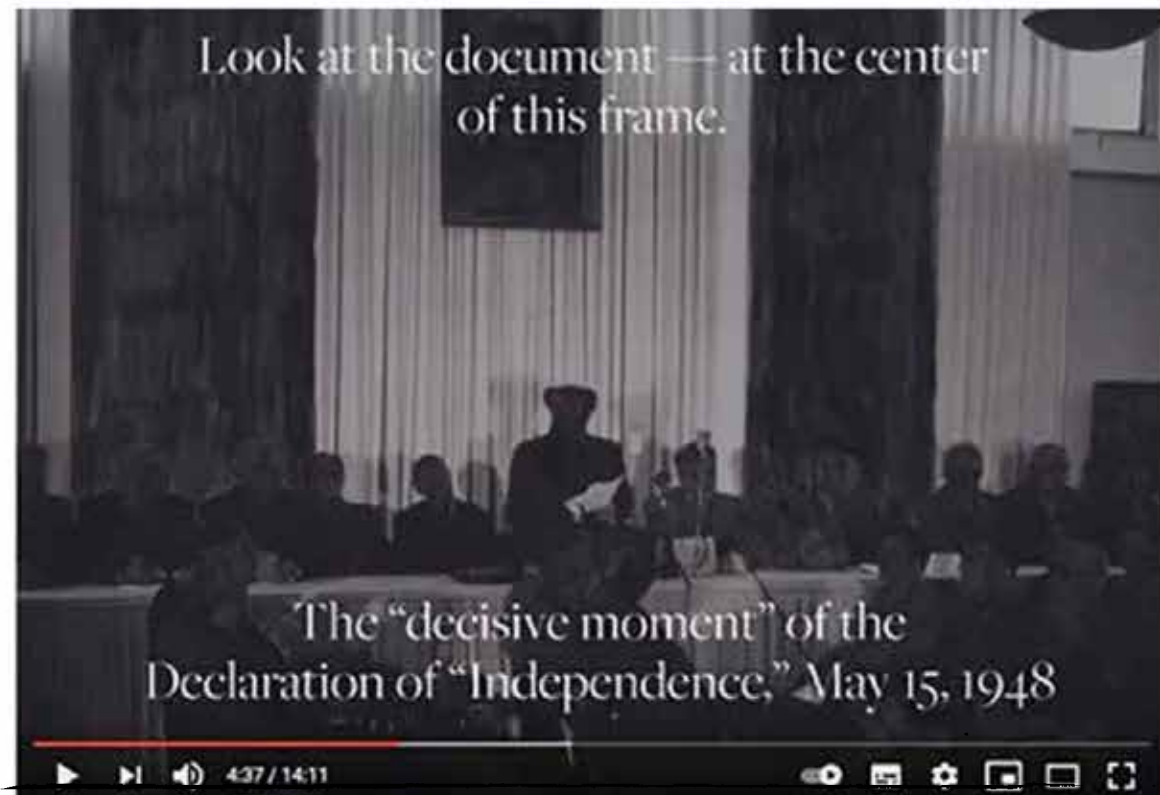 Look at the document — at the center
of this frame.
The “decisive moment” of the
Declaration of “Independence,” May 15, 1948
4:37 / 14:11